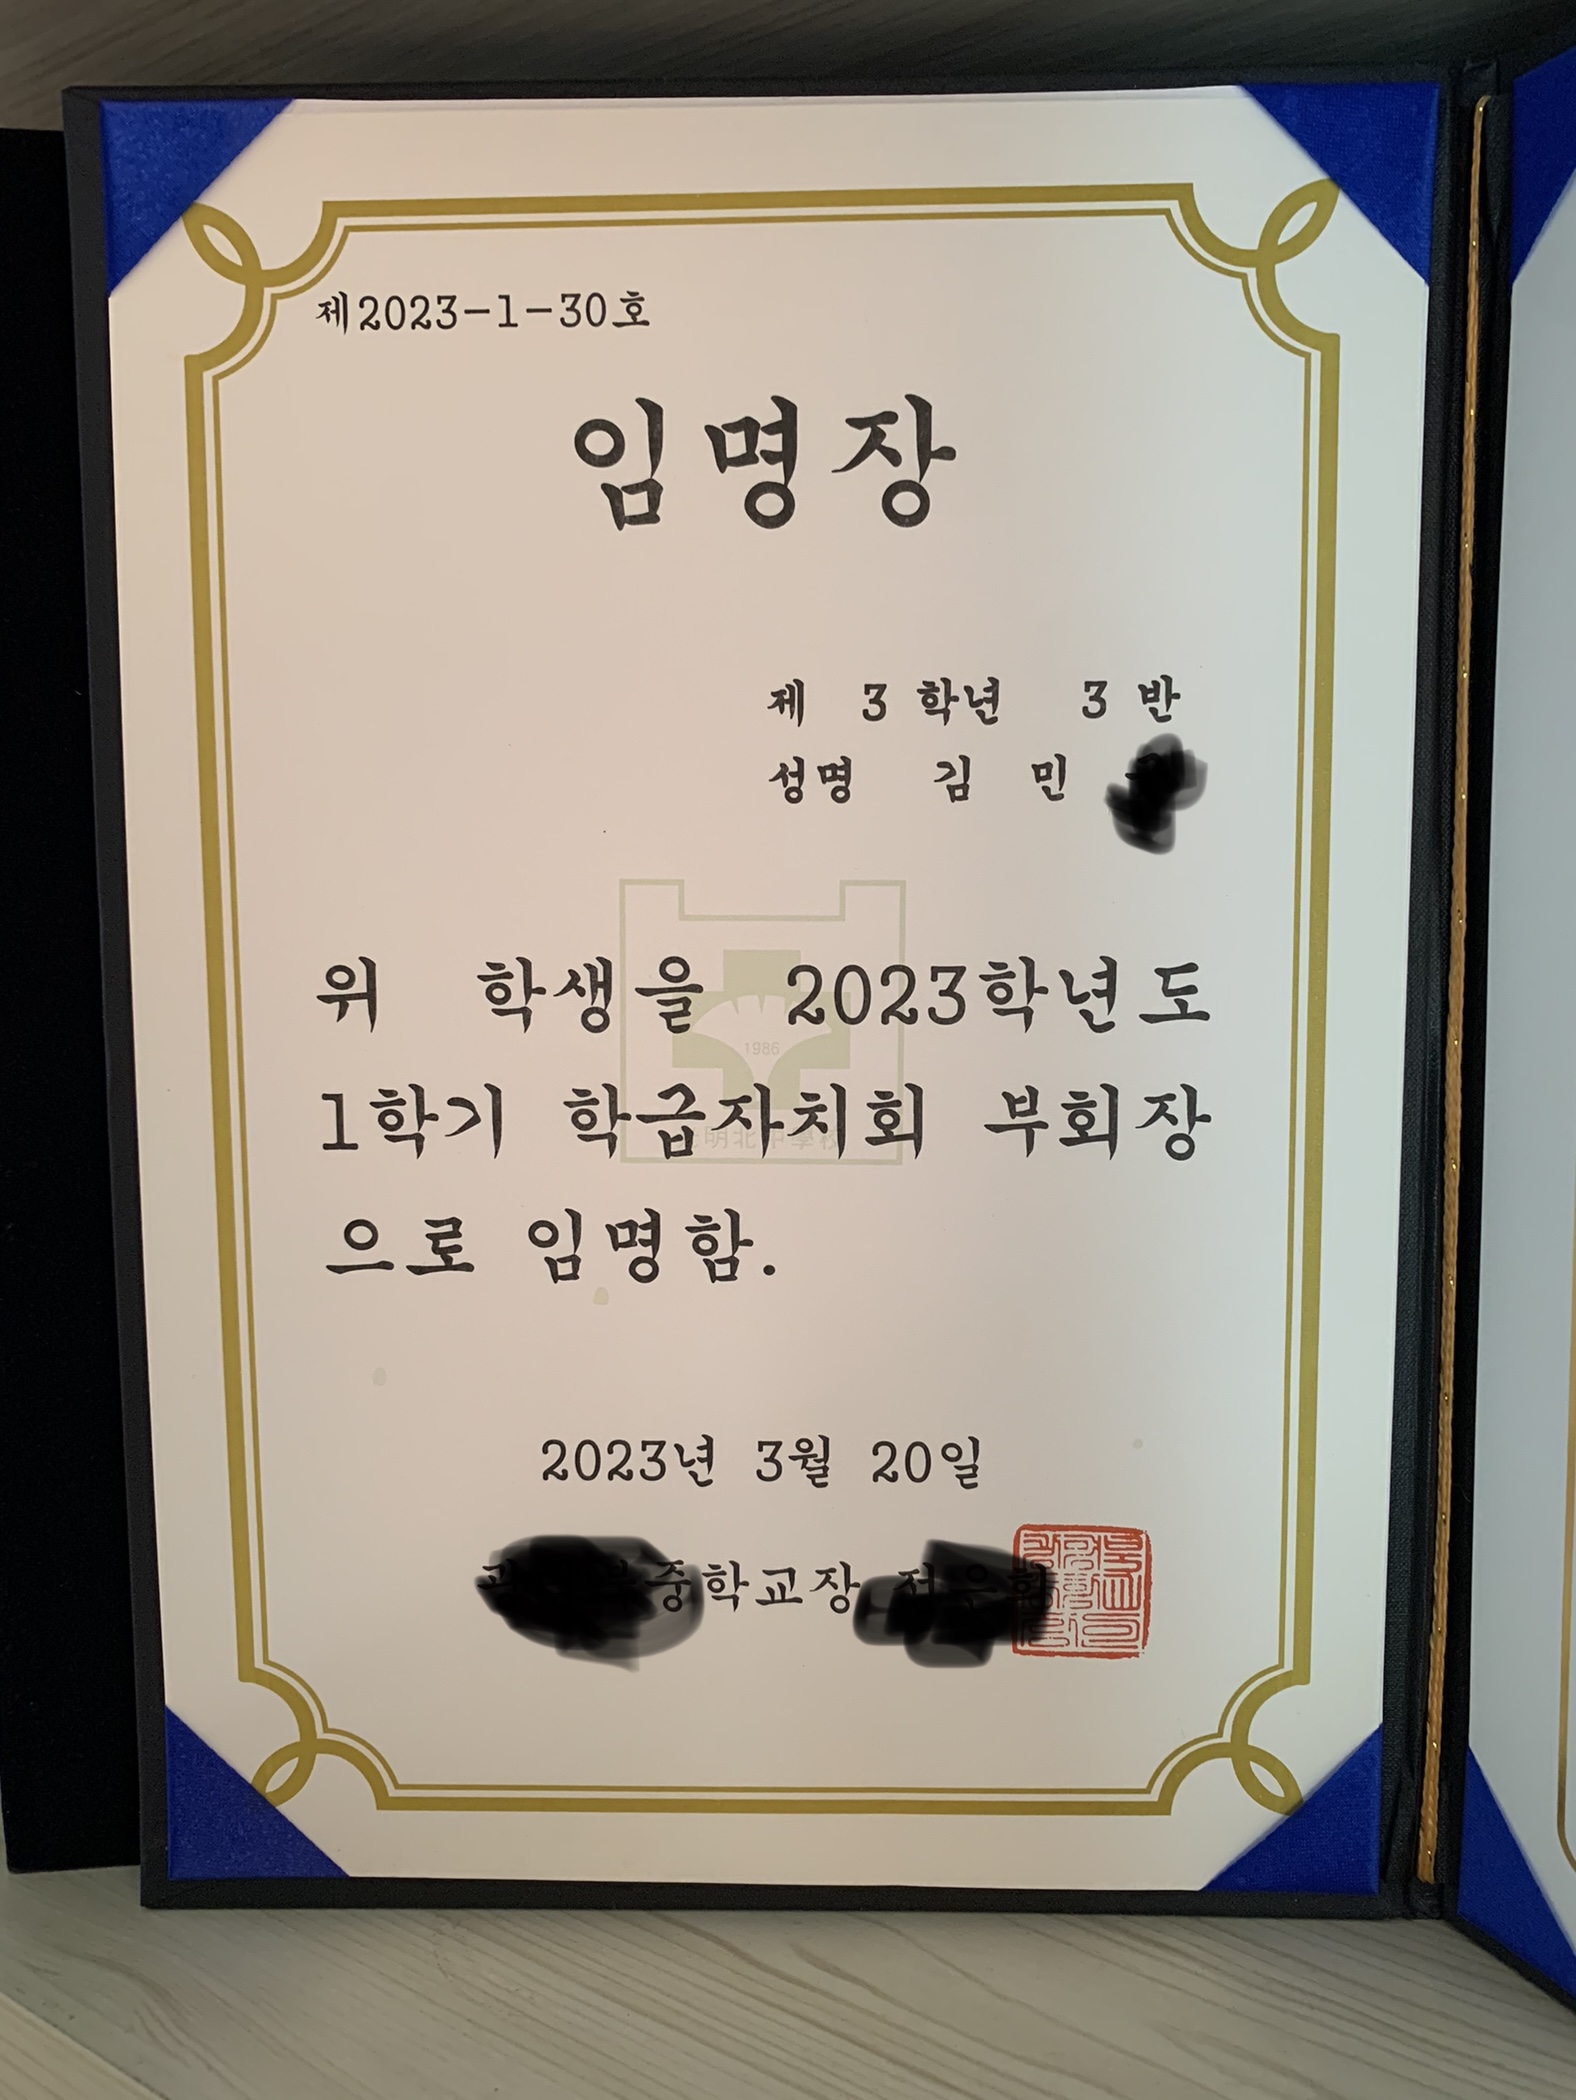 제2023-1-30호
임명장
제 3 학년 3 반
성명 김 민
위 학생을 2023학년도
1986
1학기 학급자치회 부회장
으로 임명함.
2023년 3월 20일
중학교장